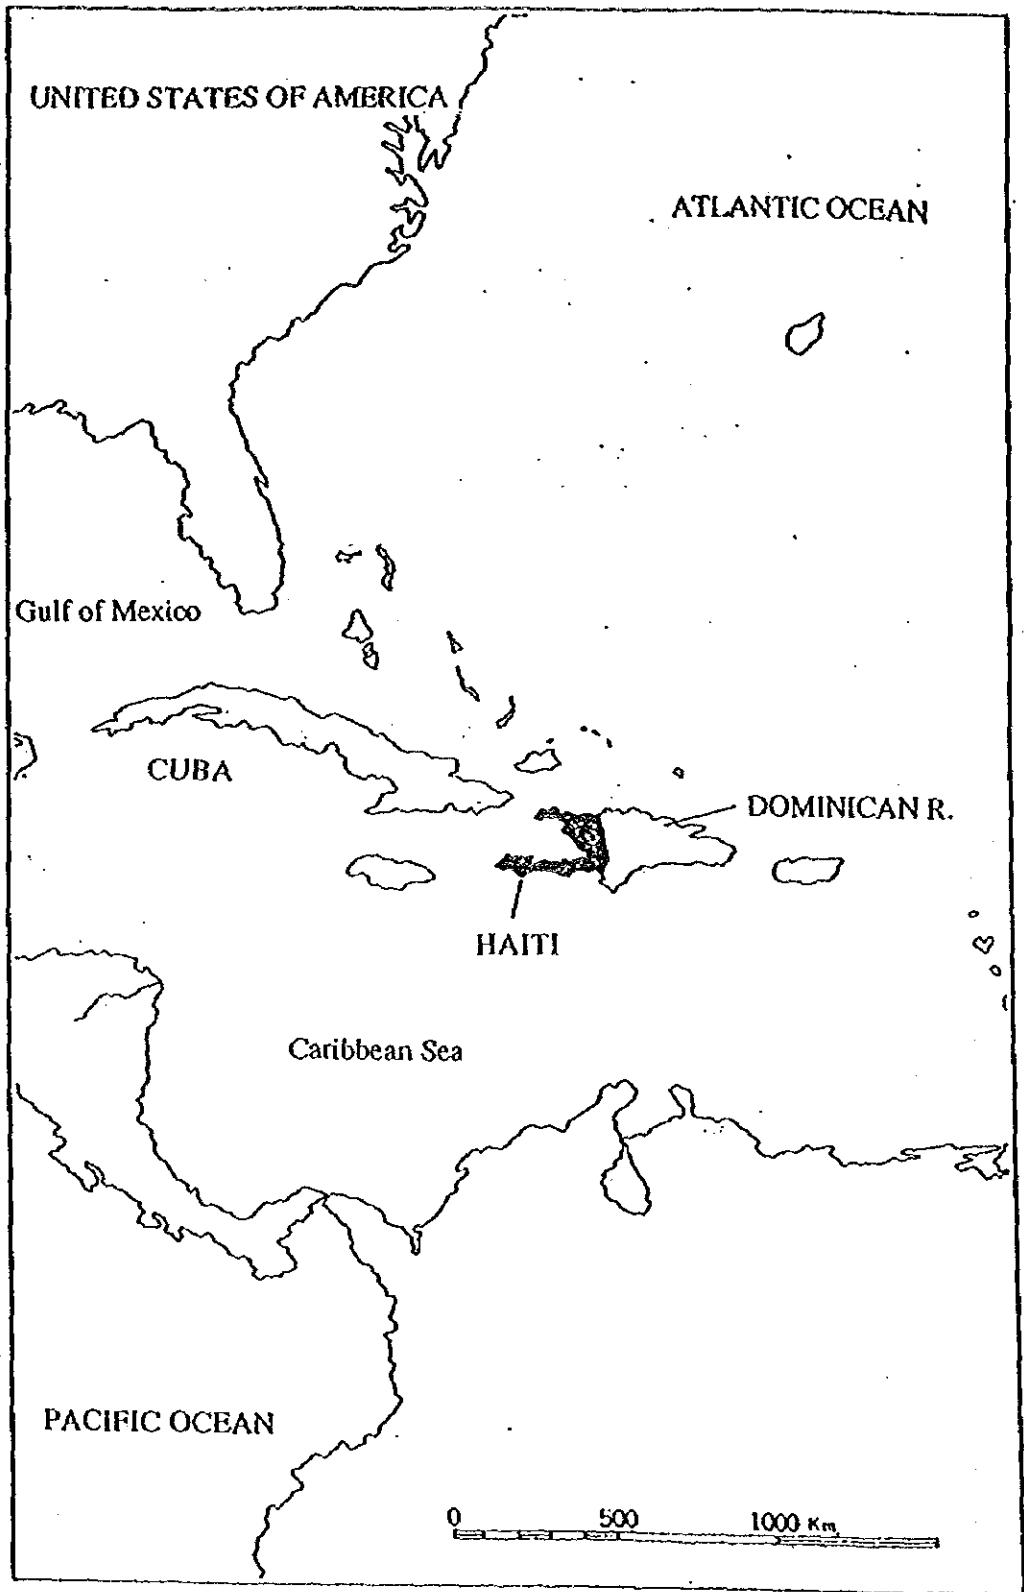 UNITED STATES OF AMERICA
ATLANTIC OCEAN
Gulf of Mexico
CUBA
DOMINICAN R.
HAITI
Caribbean Sea
PACIFIC OCEAN
0 500 1000 Km